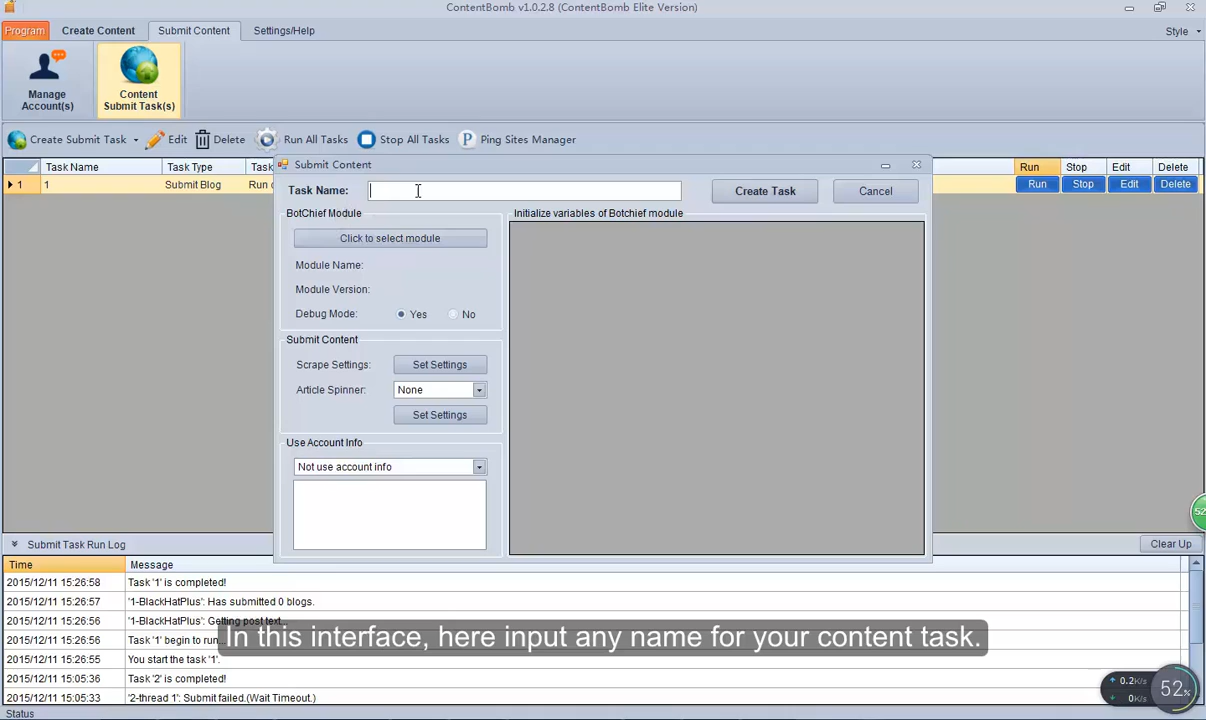 ContentBomb v1.0.2.8 (ContentBomb Elite Version)
Program Create Content Submit Content Settings/Help Style
Manage Account(s)
Content Submit Task(s)
Create Submit Task Edit Delete Run All Tasks Stop All Tasks P Ping Sites Manager
Task Name Task Type Task Run Stop Edit Delete
1 1 Submit Blog Run Run Stop Edit Delete
Submit Content
Task Name: Create Task Cancel
BotChief Module Initialize variables of Botchief module
Click to select module
Module Name:
Module Version:
Debug Mode: Yes No
Submit Content
Scrape Settings: Set Settings
Article Spinner: None
Set Settings
Use Account Info
Not use account info
52
Submit Task Run Log Clear Up
Time Message
2015/12/11 15:26:58 Task '1' is completed!
2015/12/11 15:26:57 '1-BlackHatPlus': Has submitted 0 blogs.
2015/12/11 15:26:56 '1-BlackHatPlus': Getting post text...
2015/12/11 15:26:56 Task '1' begin to run...
In this interface, here input any name for your content task.
2015/12/11 15:26:55 You start the task '1'.
2015/12/11 15:05:36 Task '2' is completed!
2015/12/11 15:05:33 '2-thread 1': Submit failed.(Wait Timeout.)
0.2K/s
0K/s
52%
Status